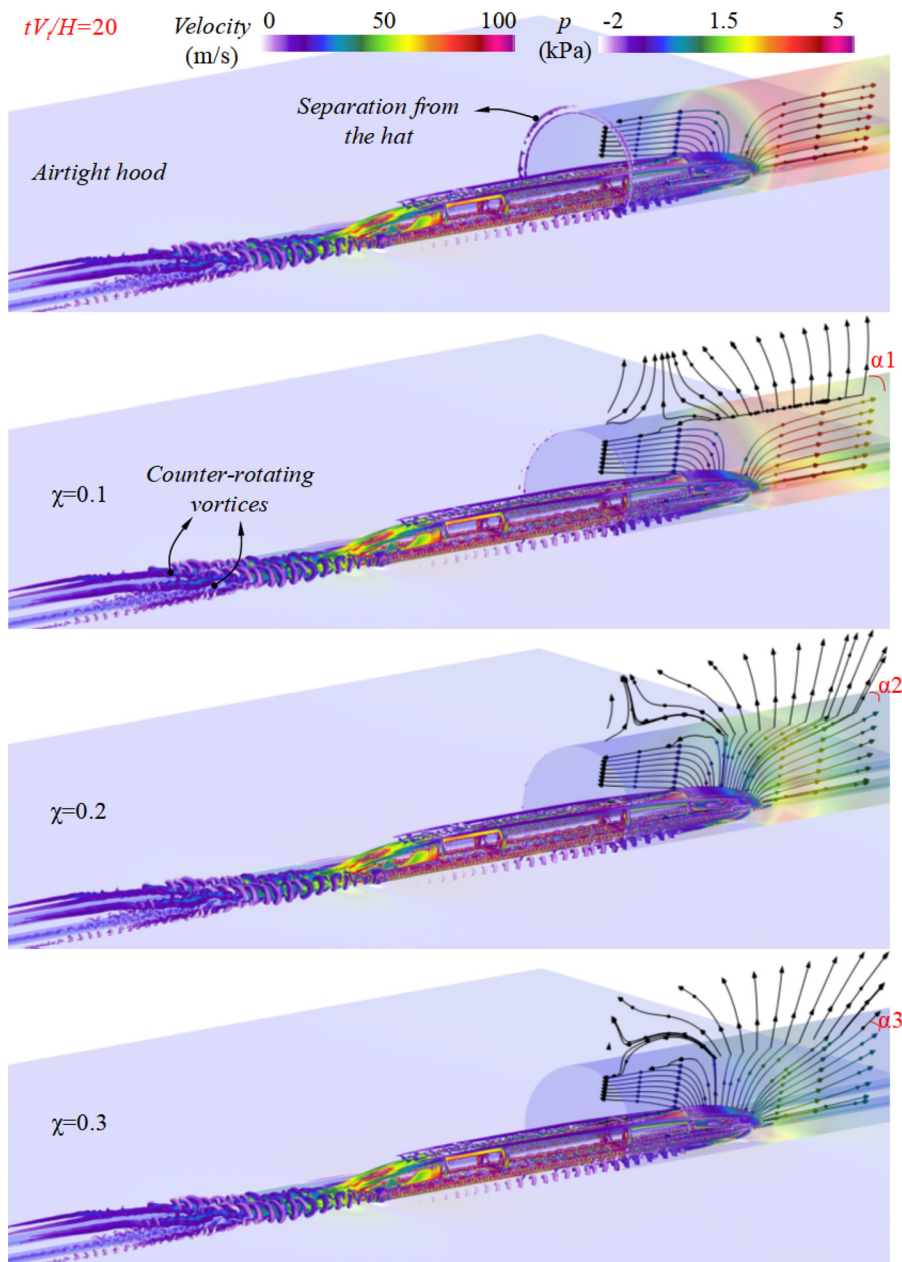 tVₜ/H=20
Velocity 0 50 100
(m/s)
p -2 1.5 5
(kPa)
Separation from
the hat
Airtight hood
α1
Counter-rotating
vortices
χ=0.1
α2
χ=0.2
α3
χ=0.3